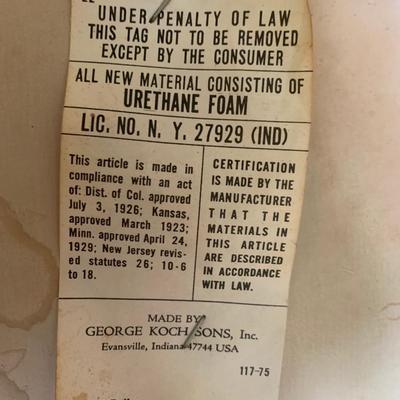 UNDER PENALTY OF LAW
THIS TAG NOT TO BE REMOVED
EXCEPT BY THE CONSUMER
ALL NEW MATERIAL CONSISTING OF
URETHANE FOAM
LIC. NO. N. Y. 27929 (IND)
This article is made in
compliance with an act
of: Dist. of Col. approved
July 3, 1926; Kansas,
approved March 1923;
Minn. approved April 24,
1929; New Jersey revis-
ed statutes 26; 10-6
to 18.
CERTIFICATION
IS MADE BY THE
MANUFACTURER
THAT THE
MATERIALS IN
THIS ARTICLE
ARE DESCRIBED
IN ACCORDANCE
WITH LAW.
MADE BY
GEORGE KOCH SONS, Inc.
Evansville, Indiana 47744 USA
117-75